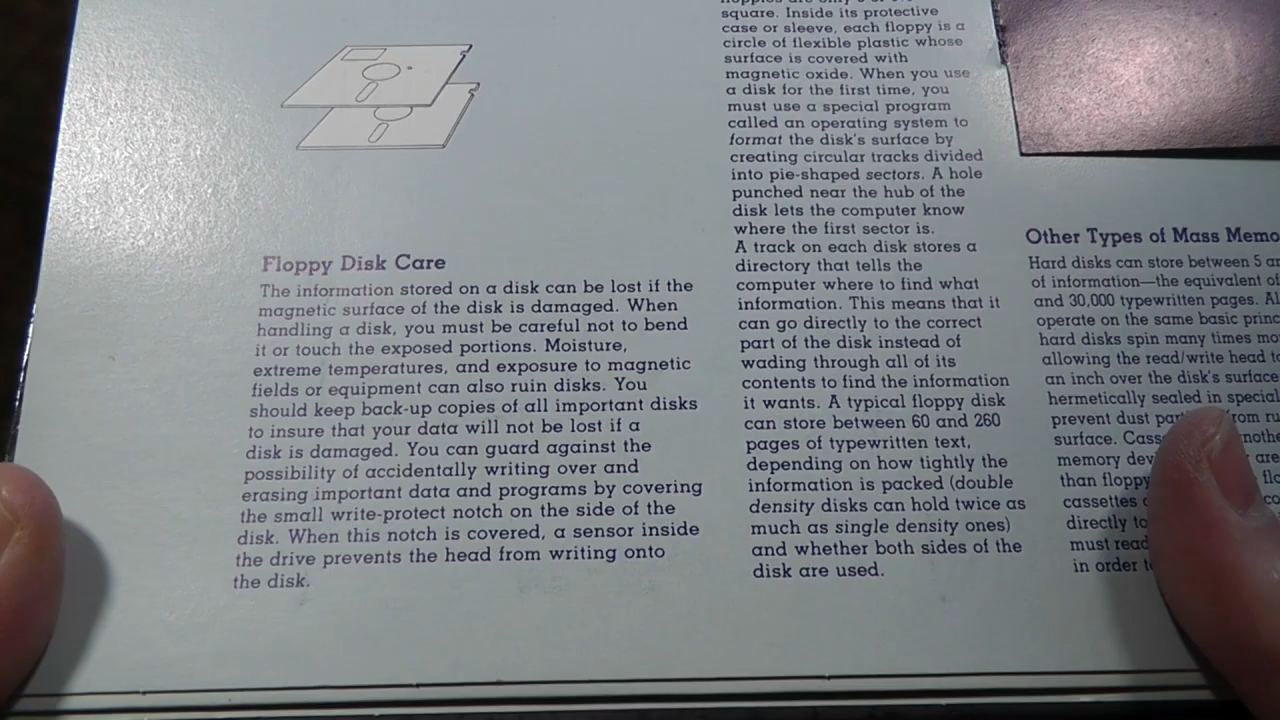 Floppy Disk Care
The information stored on a disk can be lost if the
magnetic surface of the disk is damaged. When
handling a disk, you must be careful not to bend
it or touch the exposed portions. Moisture,
extreme temperatures, and exposure to magnetic
fields or equipment can also ruin disks. You
should keep back-up copies of all important disks
to insure that your data will not be lost if a
disk is damaged. You can guard against the
possibility of accidentally writing over and
erasing important data and programs by covering
the small write-protect notch on the side of the
disk. When this notch is covered, a sensor inside
the drive prevents the head from writing onto
the disk.
square. Inside its protective
case or sleeve, each floppy is a
circle of flexible plastic whose
surface is covered with
magnetic oxide. When you use
a disk for the first time, you
must use a special program
called an operating system to
format the disk's surface by
creating circular tracks divided
into pie-shaped sectors. A hole
punched near the hub of the
disk lets the computer know
where the first sector is.
A track on each disk stores a
directory that tells the
computer where to find what
information. This means that it
can go directly to the correct
part of the disk instead of
wading through all of its
contents to find the information
it wants. A typical floppy disk
can store between 60 and 260
pages of typewritten text,
depending on how tightly the
information is packed (double
density disks can hold twice as
much as single density ones)
and whether both sides of the
disk are used.
Other Types of Mass
Hard disks can store between 5
of information—the equivalent of
and 30,000 typewritten pages.
operate on the same basic
hard disks spin many times
allowing the read/write head
an inch over the disk's surface
hermetically sealed in special
prevent dust from
surface.
memory
than floppy
cassettes
directly to
must read
in order